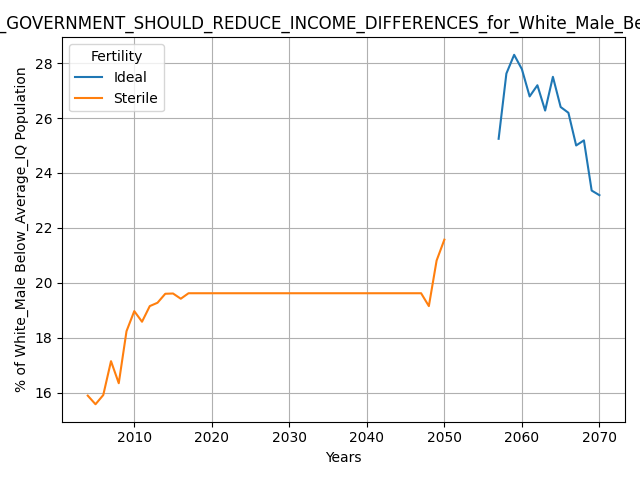 _GOVERNMENT_SHOULD_REDUCE_INCOME_DIFFERENCES_for_White_Male_Be
Fertility
Ideal
Sterile
% of White_Male Below_Average_IQ Population
28
26
24
22
20
18
16
2010 2020 2030 2040 2050 2060 2070
Years